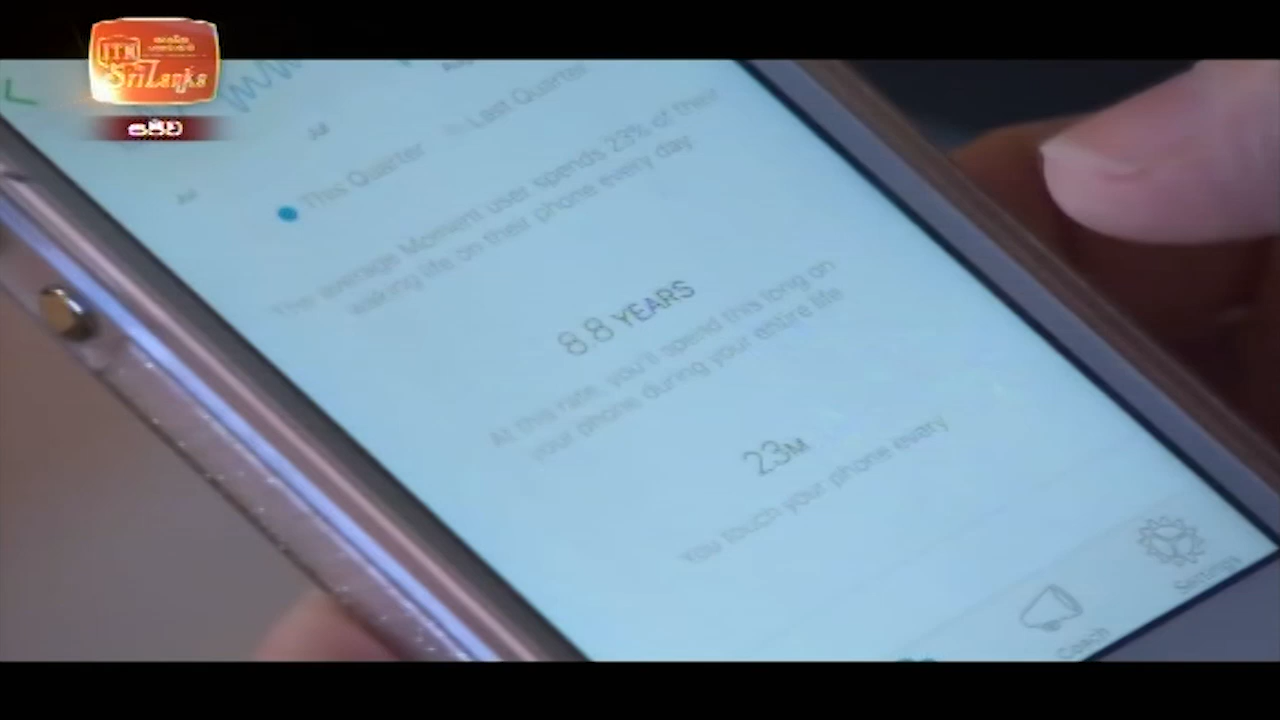 ITN
Sri Lanka
සජීව
This Quarter
Last Quarter
The average Moment user spends 23% of their
waking life on their phone every day
8.8 YEARS
At this rate, you'll spend this long on
your phone during your entire life
23M
You touch your phone every
Coach
Settings